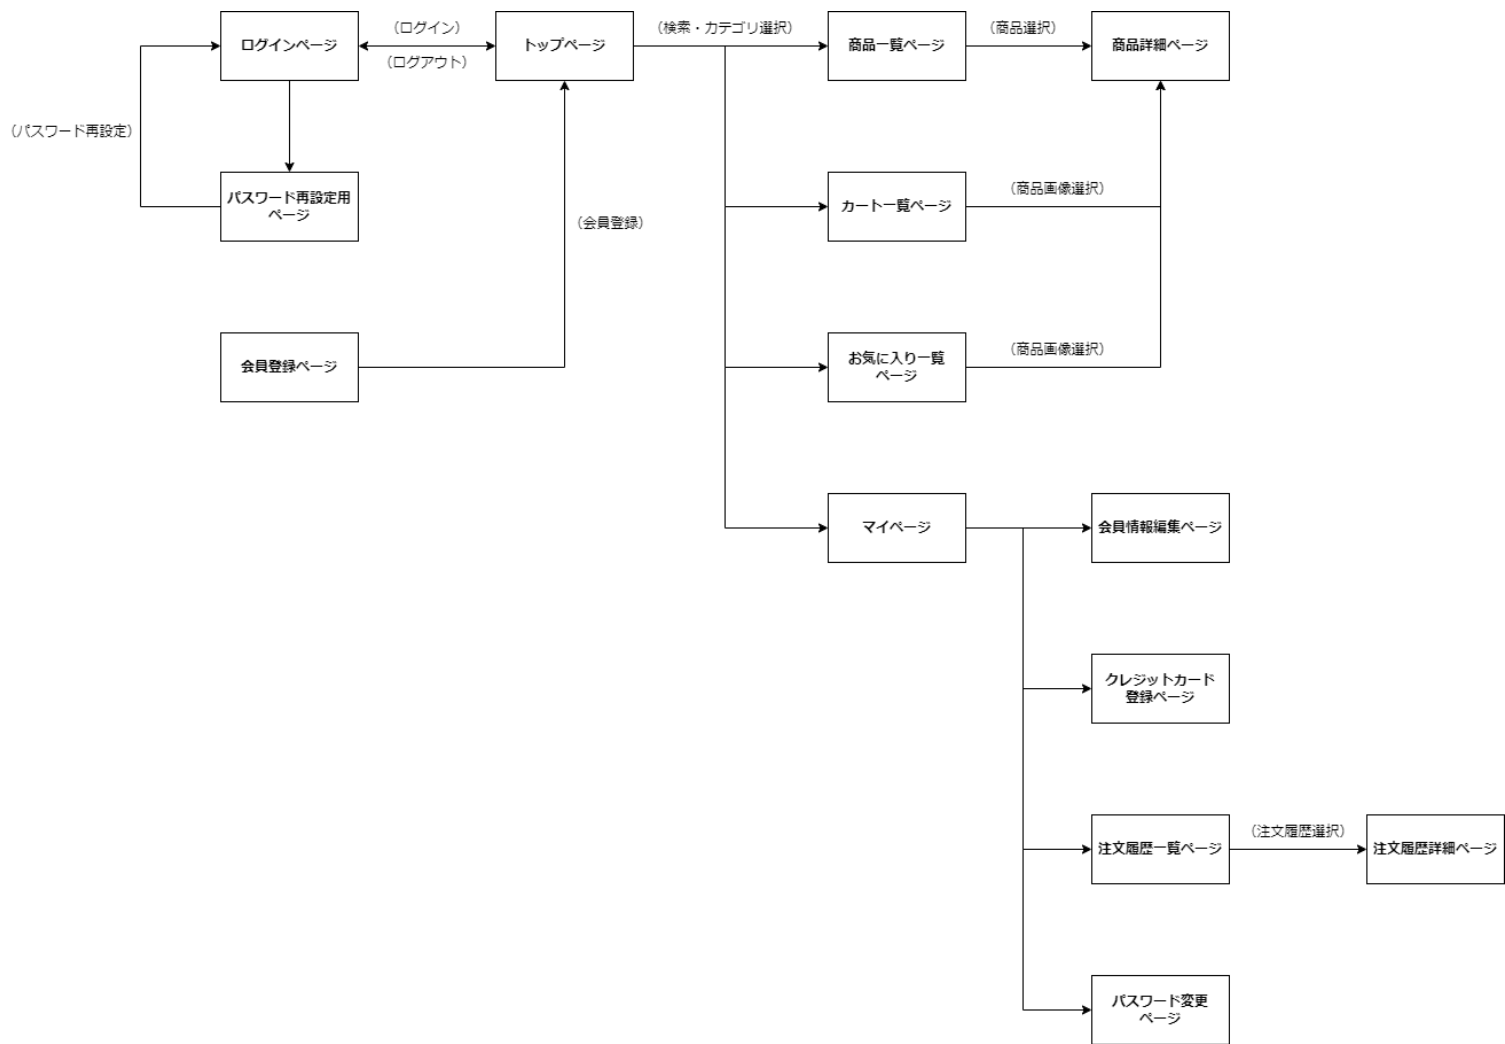 ログインページ
（ログイン）
（ログアウト）
トップページ
（検索・カテゴリ選択）
商品一覧ページ
（商品選択）
商品詳細ページ
（パスワード再設定）
パスワード再設定用
ページ
（会員登録）
カート一覧ページ
（商品画像選択）
会員登録ページ
お気に入り一覧
ページ
（商品画像選択）
マイページ
会員情報編集ページ
クレジットカード
登録ページ
注文履歴一覧ページ
（注文履歴選択）
注文履歴詳細ページ
パスワード変更
ページ